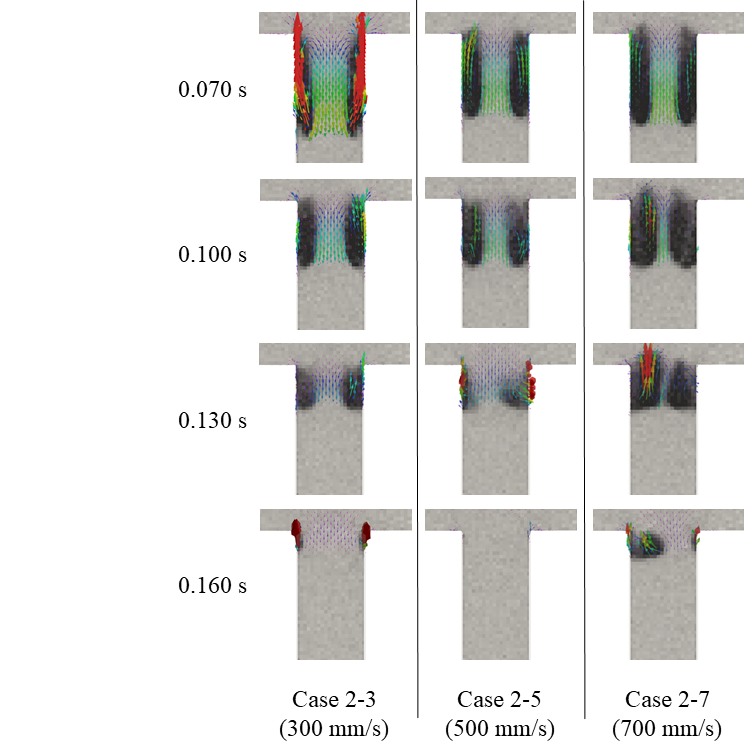 0.070 s
0.100 s
0.130 s
0.160 s
Case 2-3
(300 mm/s)
Case 2-5
(500 mm/s)
Case 2-7
(700 mm/s)